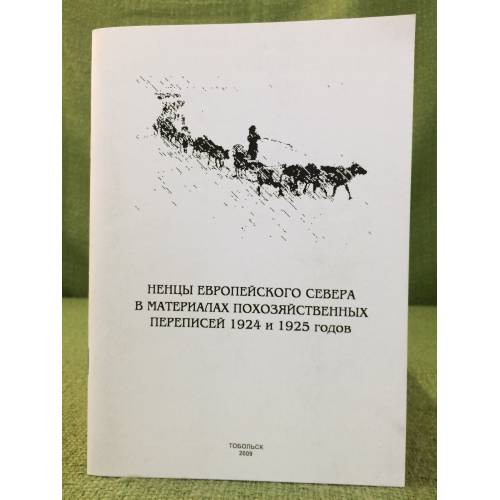 НЕНЦЫ ЕВРОПЕЙСКОГО СЕВЕРА
В МАТЕРИАЛАХ ПОХОЗЯЙСТВЕННЫХ
ПЕРЕПИСЕЙ 1924 и 1925 годов
ТОБОЛЬСК
2009